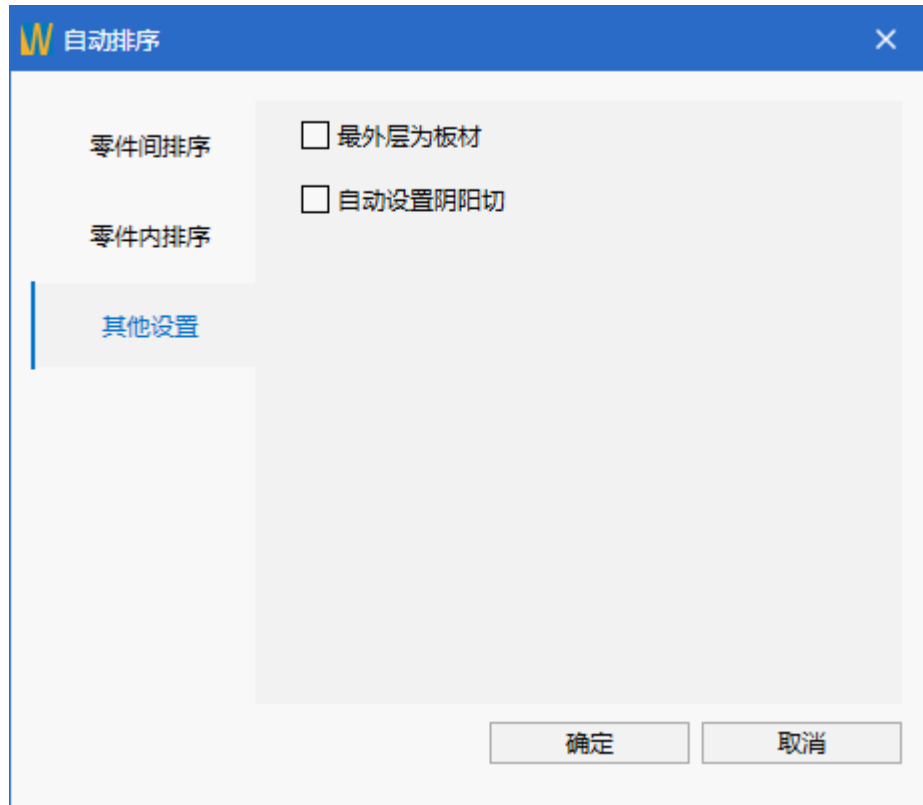 自动排序
零件间排序
零件内排序
其他设置
最外层为板材
自动设置阴阳切
确定
取消